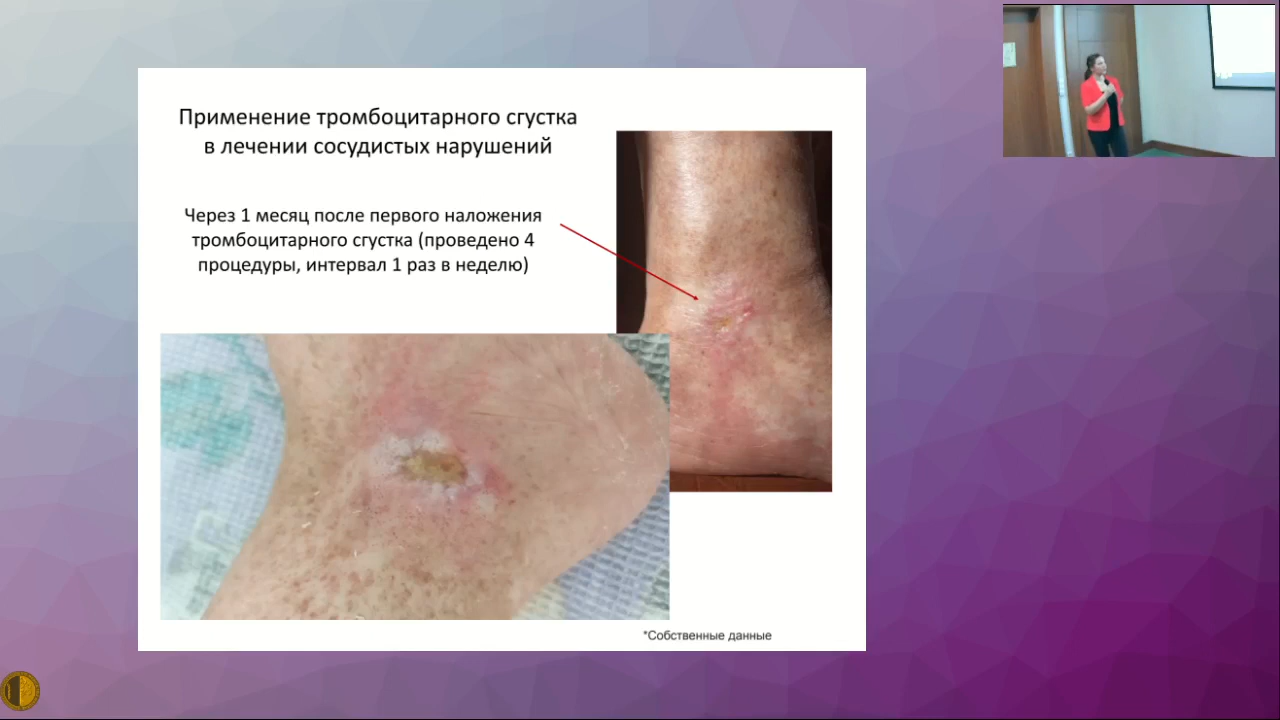 Применение тромбоцитарного сгустка
в лечении сосудистых нарушений
Через 1 месяц после первого наложения
тромбоцитарного сгустка (проведено 4
процедуры, интервал 1 раз в неделю)
*Собственные данные